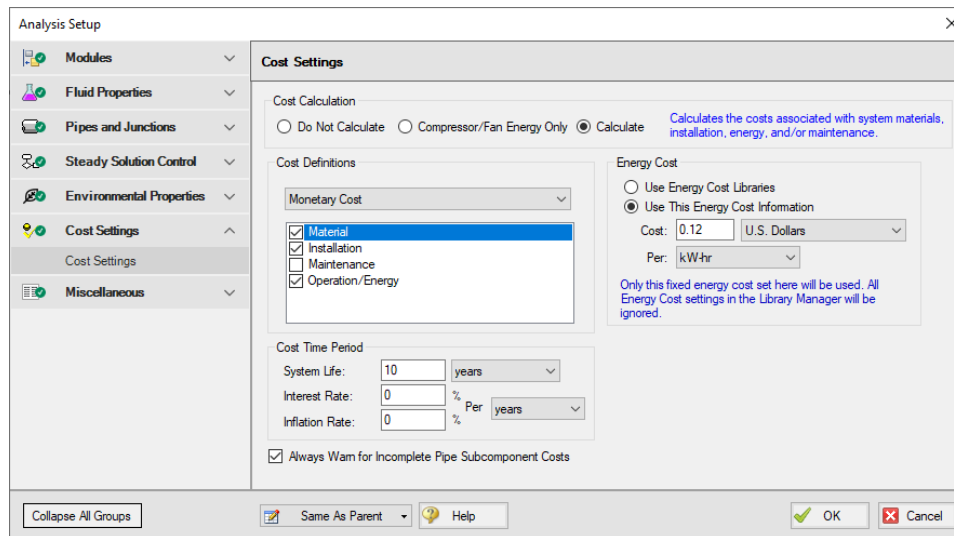 Analysis Setup
Modules
Fluid Properties
Pipes and Junctions
Steady Solution Control
Environmental Properties
Cost Settings
Cost Settings
Miscellaneous
Cost Settings
Cost Calculation
Do Not Calculate
Compressor/Fan Energy Only
Calculate
Calculates the costs associated with system materials,
installation, energy, and/or maintenance.
Cost Definitions
Monetary Cost
Material
Installation
Maintenance
Operation/Energy
Energy Cost
Use Energy Cost Libraries
Use This Energy Cost Information
Cost: 0.12 U.S. Dollars
Per: kW-hr
Only this fixed energy cost set here will be used. All
Energy Cost settings in the Library Manager will be
ignored.
Cost Time Period
System Life: 10 years
Interest Rate: 0 %
Per years
Inflation Rate: 0 %
Always Warn for Incomplete Pipe Subcomponent Costs
Collapse All Groups
Same As Parent
Help
OK
Cancel